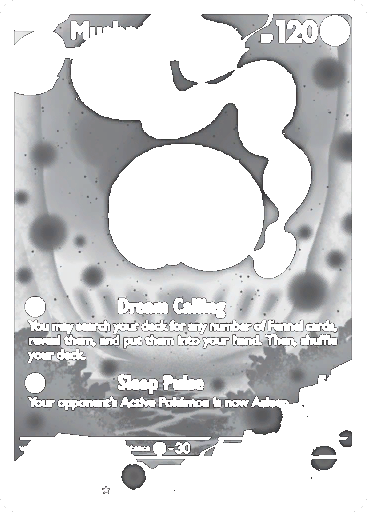 120
Dream Calling
You may search your deck for any number of Fennel cards,
reveal them, and put them into your hand. Then, shuffle
your deck.
Sleep Pulse
Your opponent's Active Pokémon is now Asleep.
-30